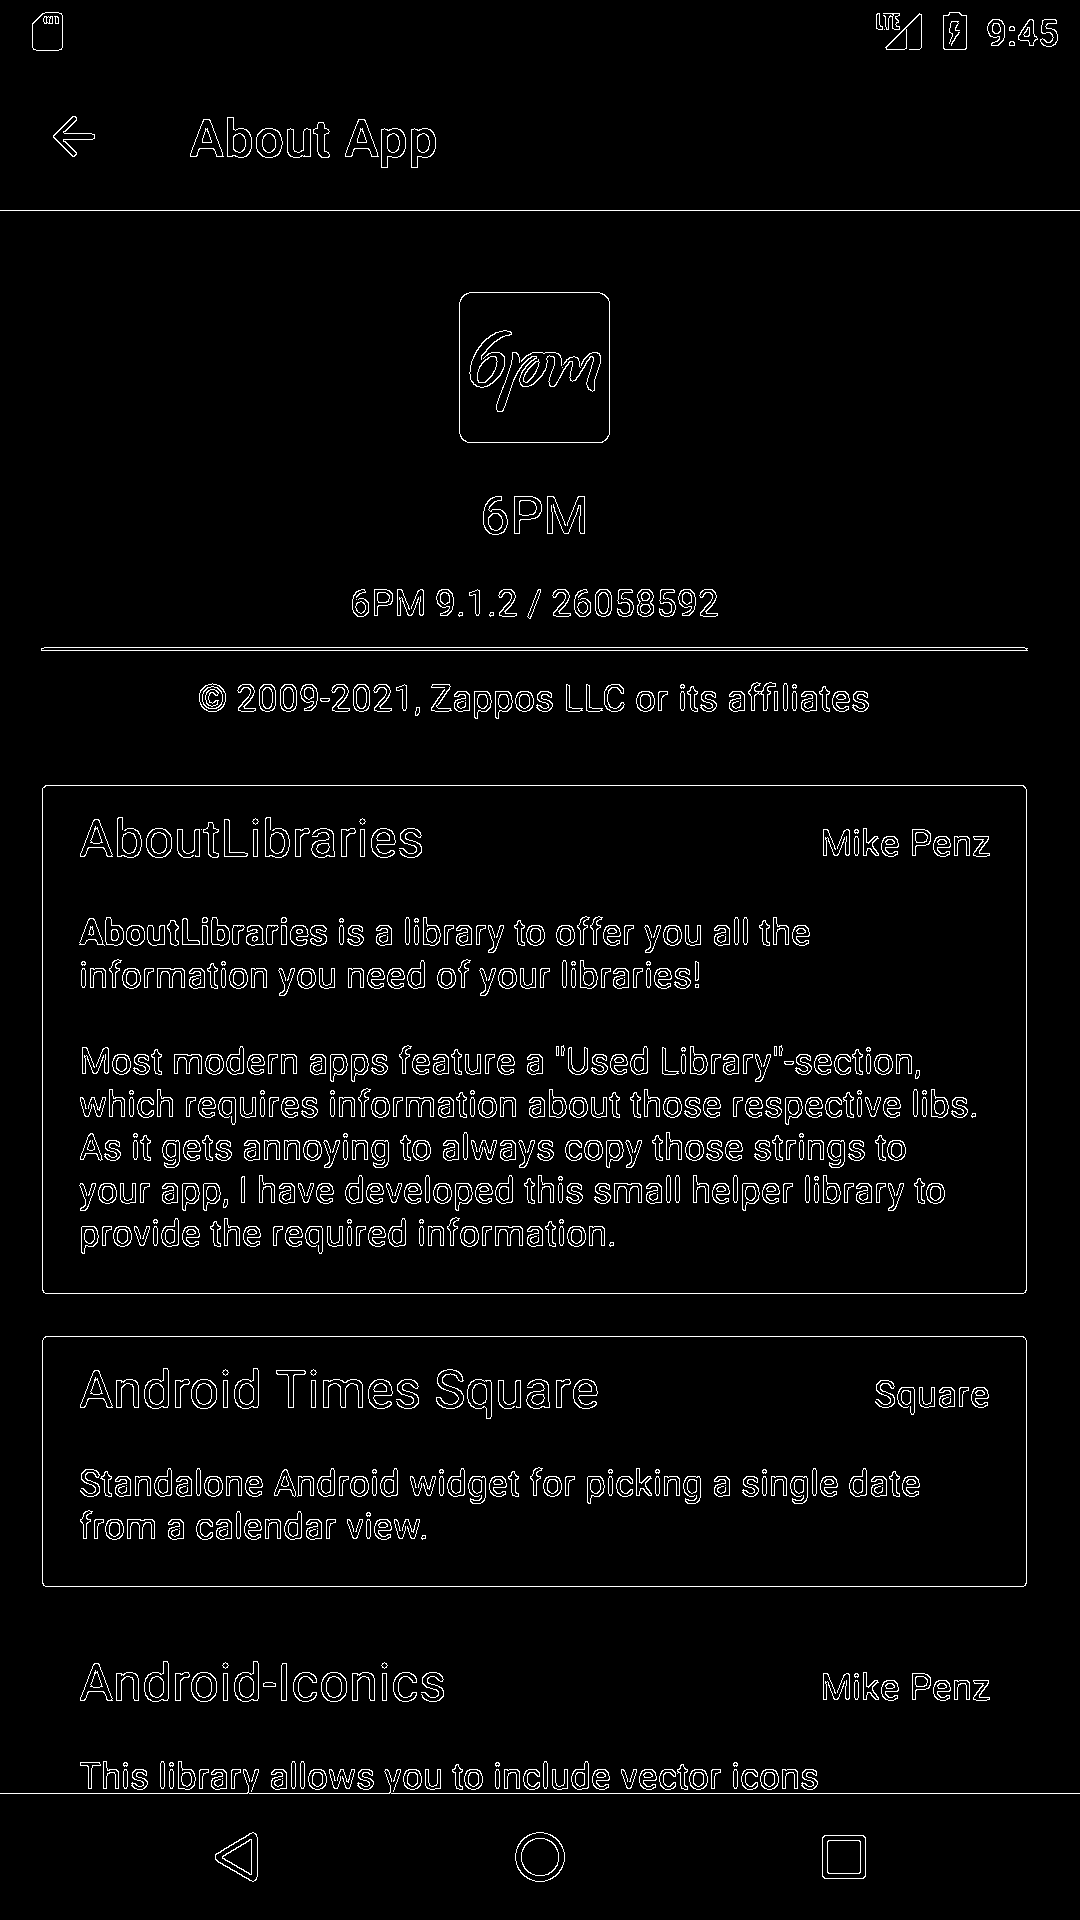 LTE 9:45
About App
6pm
6PM
6PM 9.1.2 / 26058592
© 2009-2021, Zappos LLC or its affiliates
AboutLibraries Mike Penz
AboutLibraries is a library to offer you all the
information you need of your libraries!
Most modern apps feature a "Used Library"-section,
which requires information about those respective libs.
As it gets annoying to always copy those strings to
your app, I have developed this small helper library to
provide the required information.
Android Times Square Square
Standalone Android widget for picking a single date
from a calendar view.
Android-Iconics Mike Penz
This library allows you to include vector icons